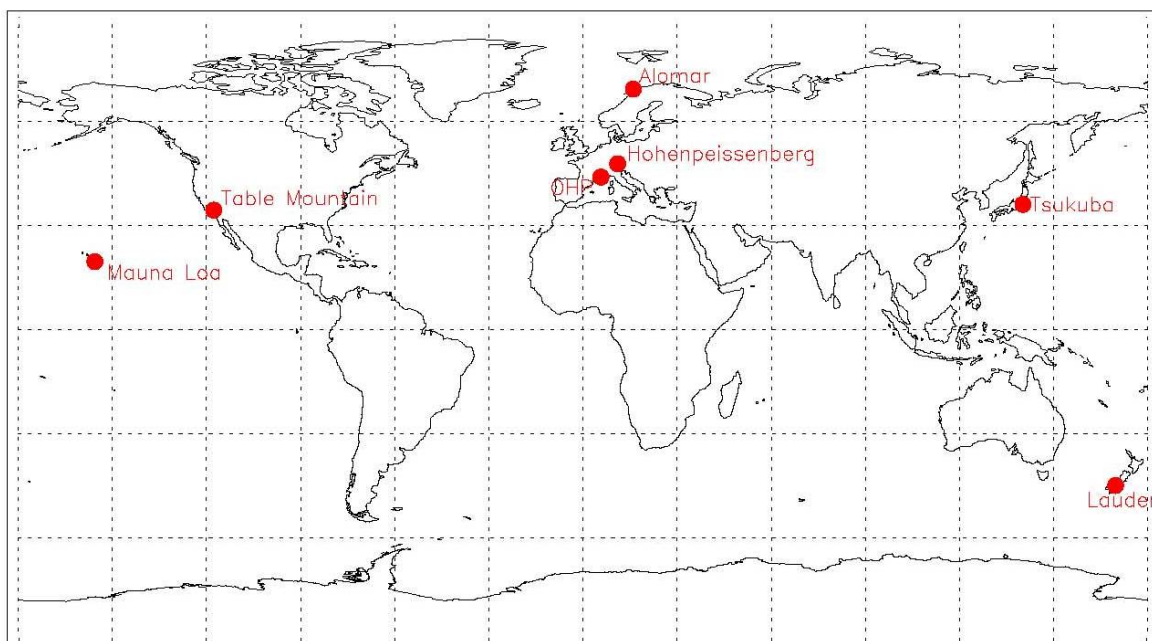 Alomar
Hohenpeissenberg
OHP
Table Mountain
Tsukuba
Mauna Loa
Lauder